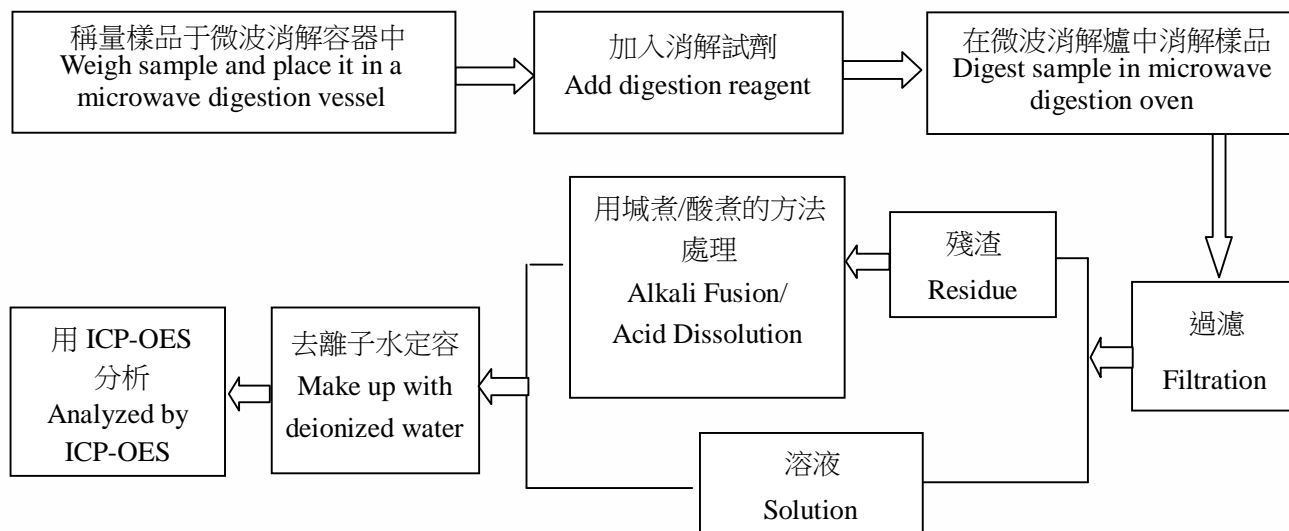 稱量樣品于微波消解容器中
Weigh sample and place it in a
microwave digestion vessel
加入消解試劑
Add digestion reagent
在微波消解爐中消解樣品
Digest sample in microwave
digestion oven
過濾
Filtration
殘渣
Residue
用堿煮/酸煮的方法
處理
Alkali Fusion/
Acid Dissolution
溶液
Solution
去離子水定容
Make up with
deionized water
用 ICP-OES
分析
Analyzed by
ICP-OES